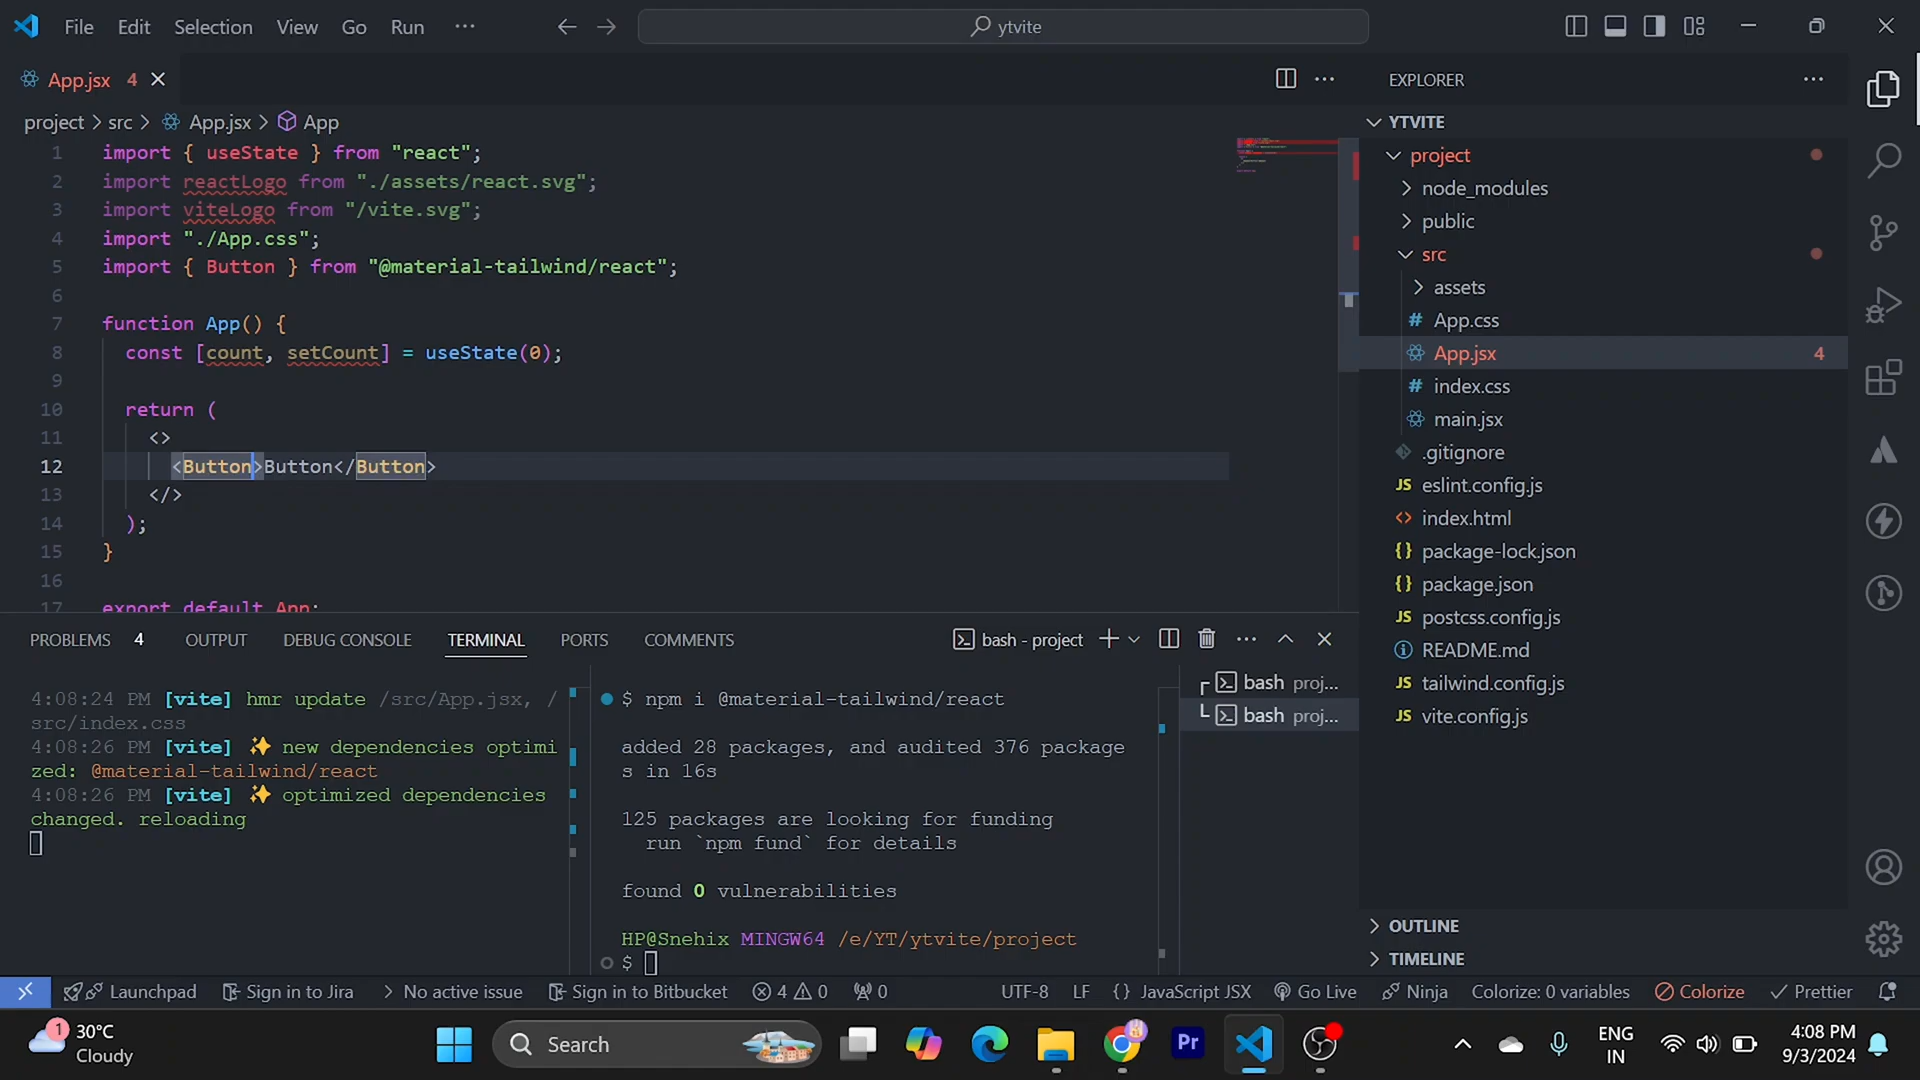 File Edit Selection View Go Run ···
ytvite
App.jsx 4
project > src > App.jsx > App
1 import { useState } from "react";
2 import reactLogo from "./assets/react.svg";
3 import viteLogo from "/vite.svg";
4 import "./App.css";
5 import { Button } from "@material-tailwind/react";
6
7 function App() {
8 const [count, setCount] = useState(0);
9
10 return (
11 <>
12 <Button>Button</Button>
13 </>
14 );
15 }
16
17 export default App;
EXPLORER
YTVITE
project
node_modules
public
src
assets
# App.css
App.jsx 4
# index.css
main.jsx
.gitignore
JS eslint.config.js
<> index.html
{} package-lock.json
{} package.json
JS postcss.config.js
README.md
JS tailwind.config.js
JS vite.config.js
OUTLINE
TIMELINE
PROBLEMS 4 OUTPUT DEBUG CONSOLE TERMINAL PORTS COMMENTS
bash - project
4:08:24 PM [vite] hmr update /src/App.jsx, /
src/index.css
4:08:26 PM [vite] ✨ new dependencies optimi
zed: @material-tailwind/react
4:08:26 PM [vite] ✨ optimized dependencies
changed. reloading
$ npm i @material-tailwind/react
added 28 packages, and audited 376 package
s in 16s
125 packages are looking for funding
run `npm fund` for details
found 0 vulnerabilities
HP@Snehix MINGW64 /e/YT/ytvite/project
$
bash proj...
bash proj...
Launchpad Sign in to Jira > No active issue Sign in to Bitbucket 4 0 0 UTF-8 LF {} JavaScript JSX Go Live Ninja Colorize: 0 variables Colorize Prettier
1 30°C
Cloudy
Search
Pr
ENG
IN
4:08 PM
9/3/2024